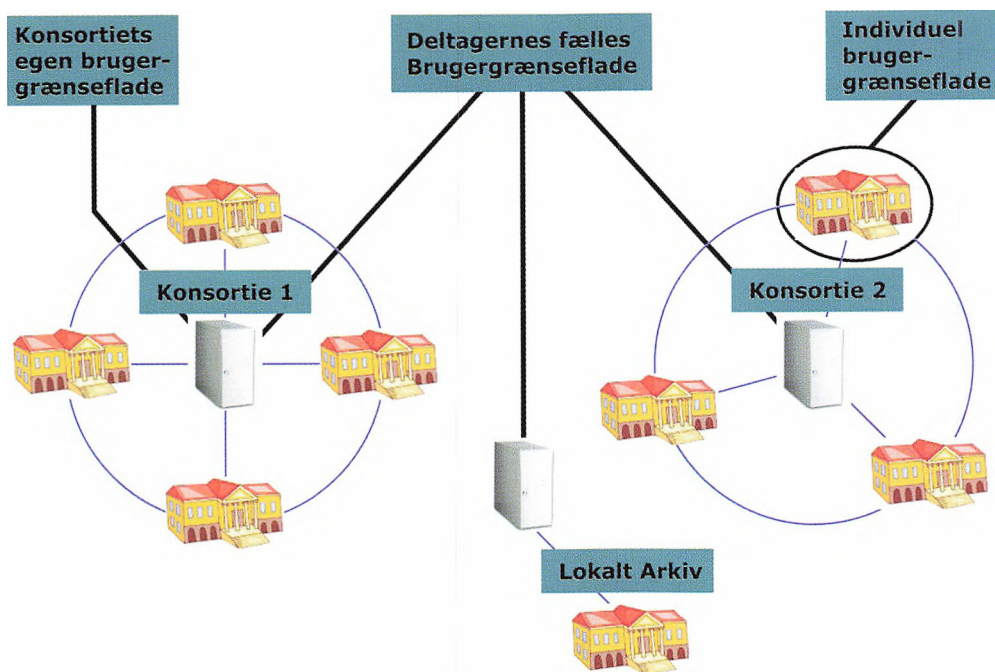 Konsortiets
egen bruger-
grænseflade
Deltagernes fælles
Brugergrænseflade
Individuel
bruger-
grænseflade
Konsortie 1
Konsortie 2
Lokalt Arkiv